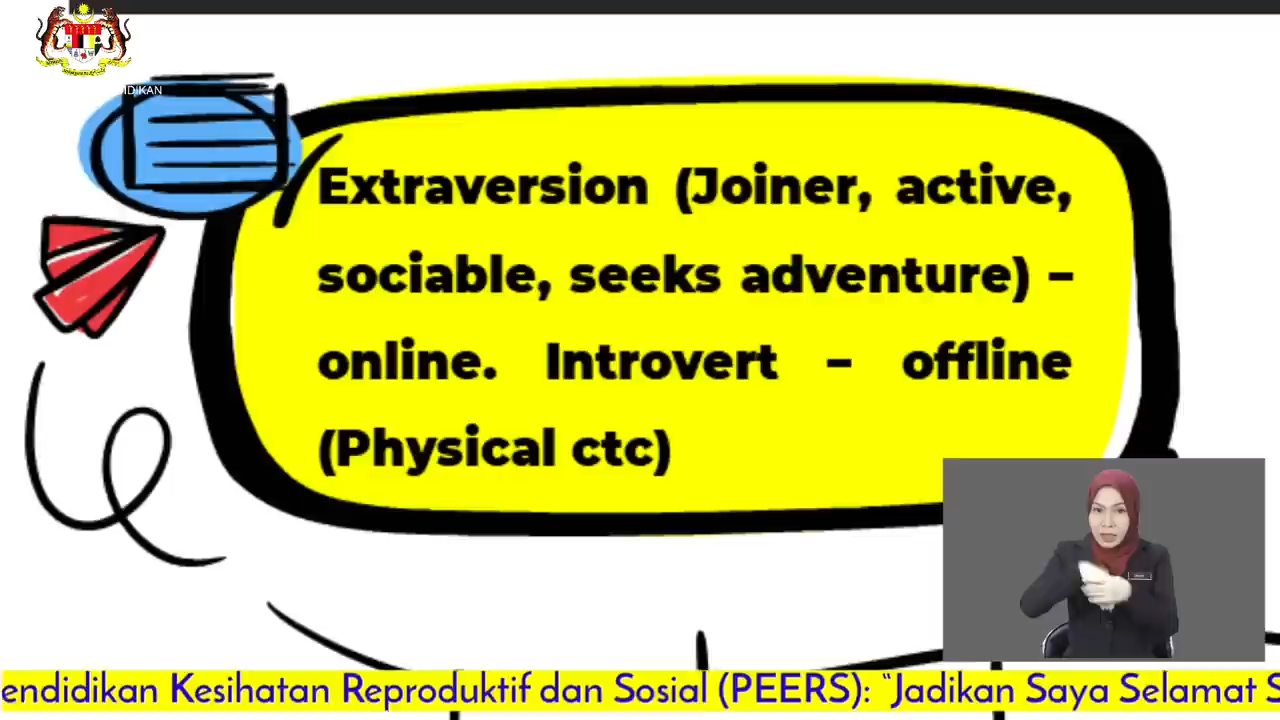 DIKAN
Extraversion (Joiner, active,
sociable, seeks adventure) –
online. Introvert – offline
(Physical ctc)
endidikan Kesihatan Reproduktif dan Sosial (PEERS): "Jadikan Saya Selamat S